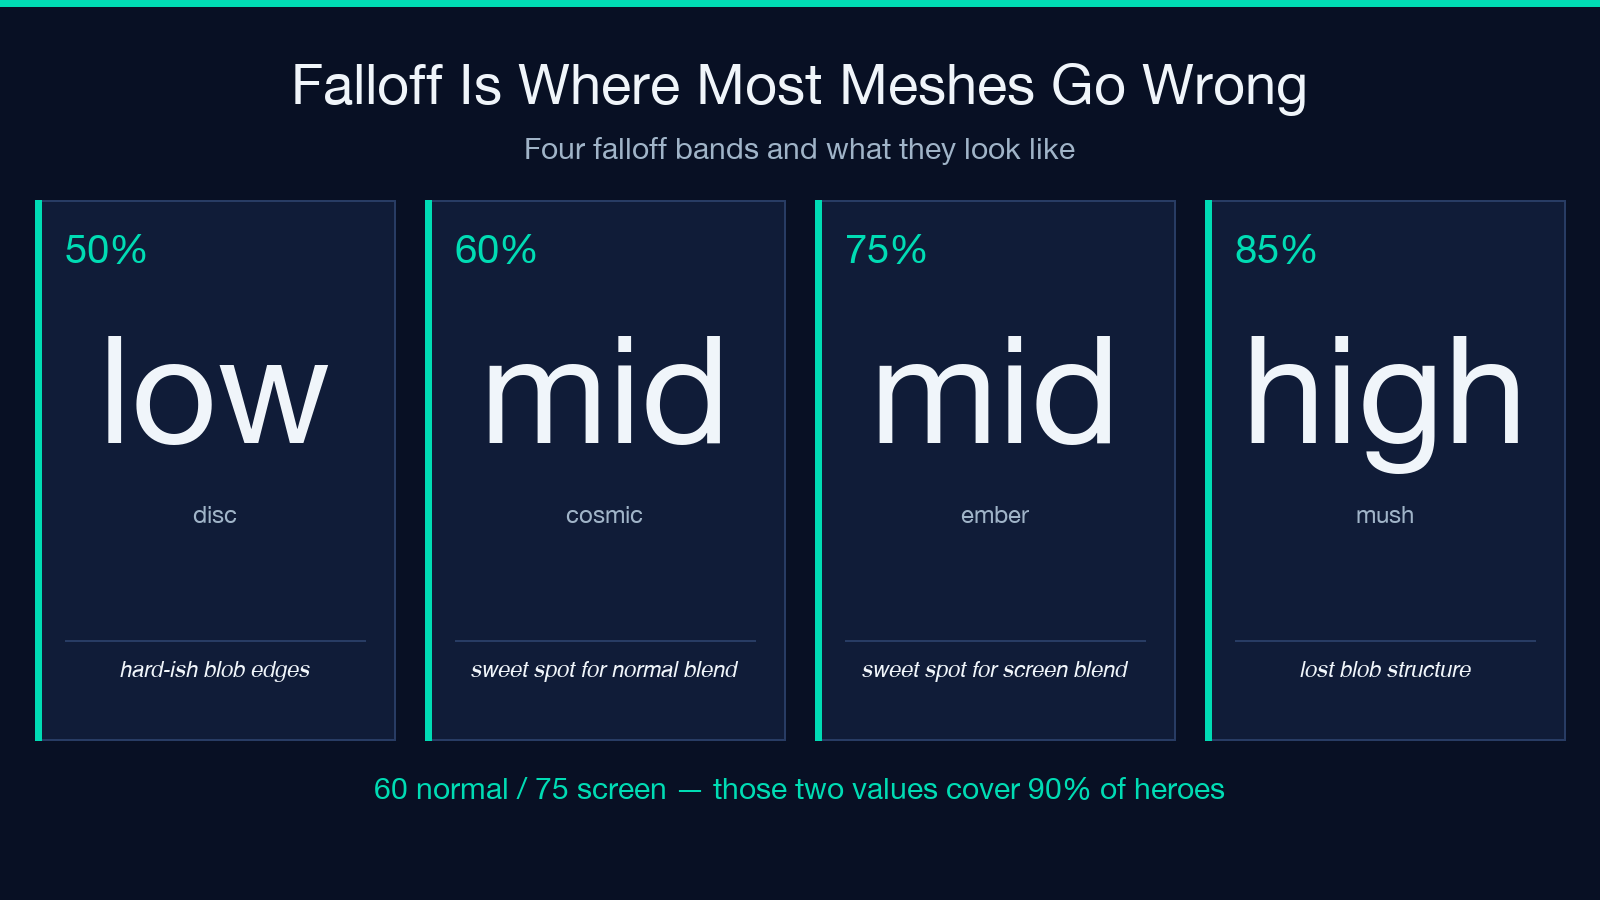 Falloff Is Where Most Meshes Go Wrong
Four falloff bands and what they look like
50%
low
disc
hard-ish blob edges
60%
mid
cosmic
sweet spot for normal blend
75%
mid
ember
sweet spot for screen blend
85%
high
mush
lost blob structure
60 normal / 75 screen — those two values cover 90% of heroes